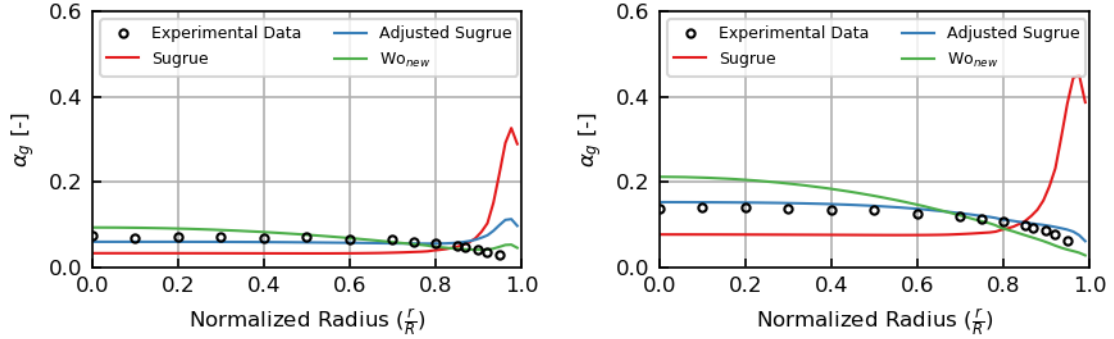 0.6
Experimental Data
Sugrue
Adjusted Sugrue
Wo_new
0.4
0.2
0.0
α_g [-]
0.0 0.2 0.4 0.6 0.8 1.0
Normalized Radius (r/R)
0.6
Experimental Data
Sugrue
Adjusted Sugrue
Wo_new
0.4
0.2
0.0
α_g [-]
0.0 0.2 0.4 0.6 0.8 1.0
Normalized Radius (r/R)